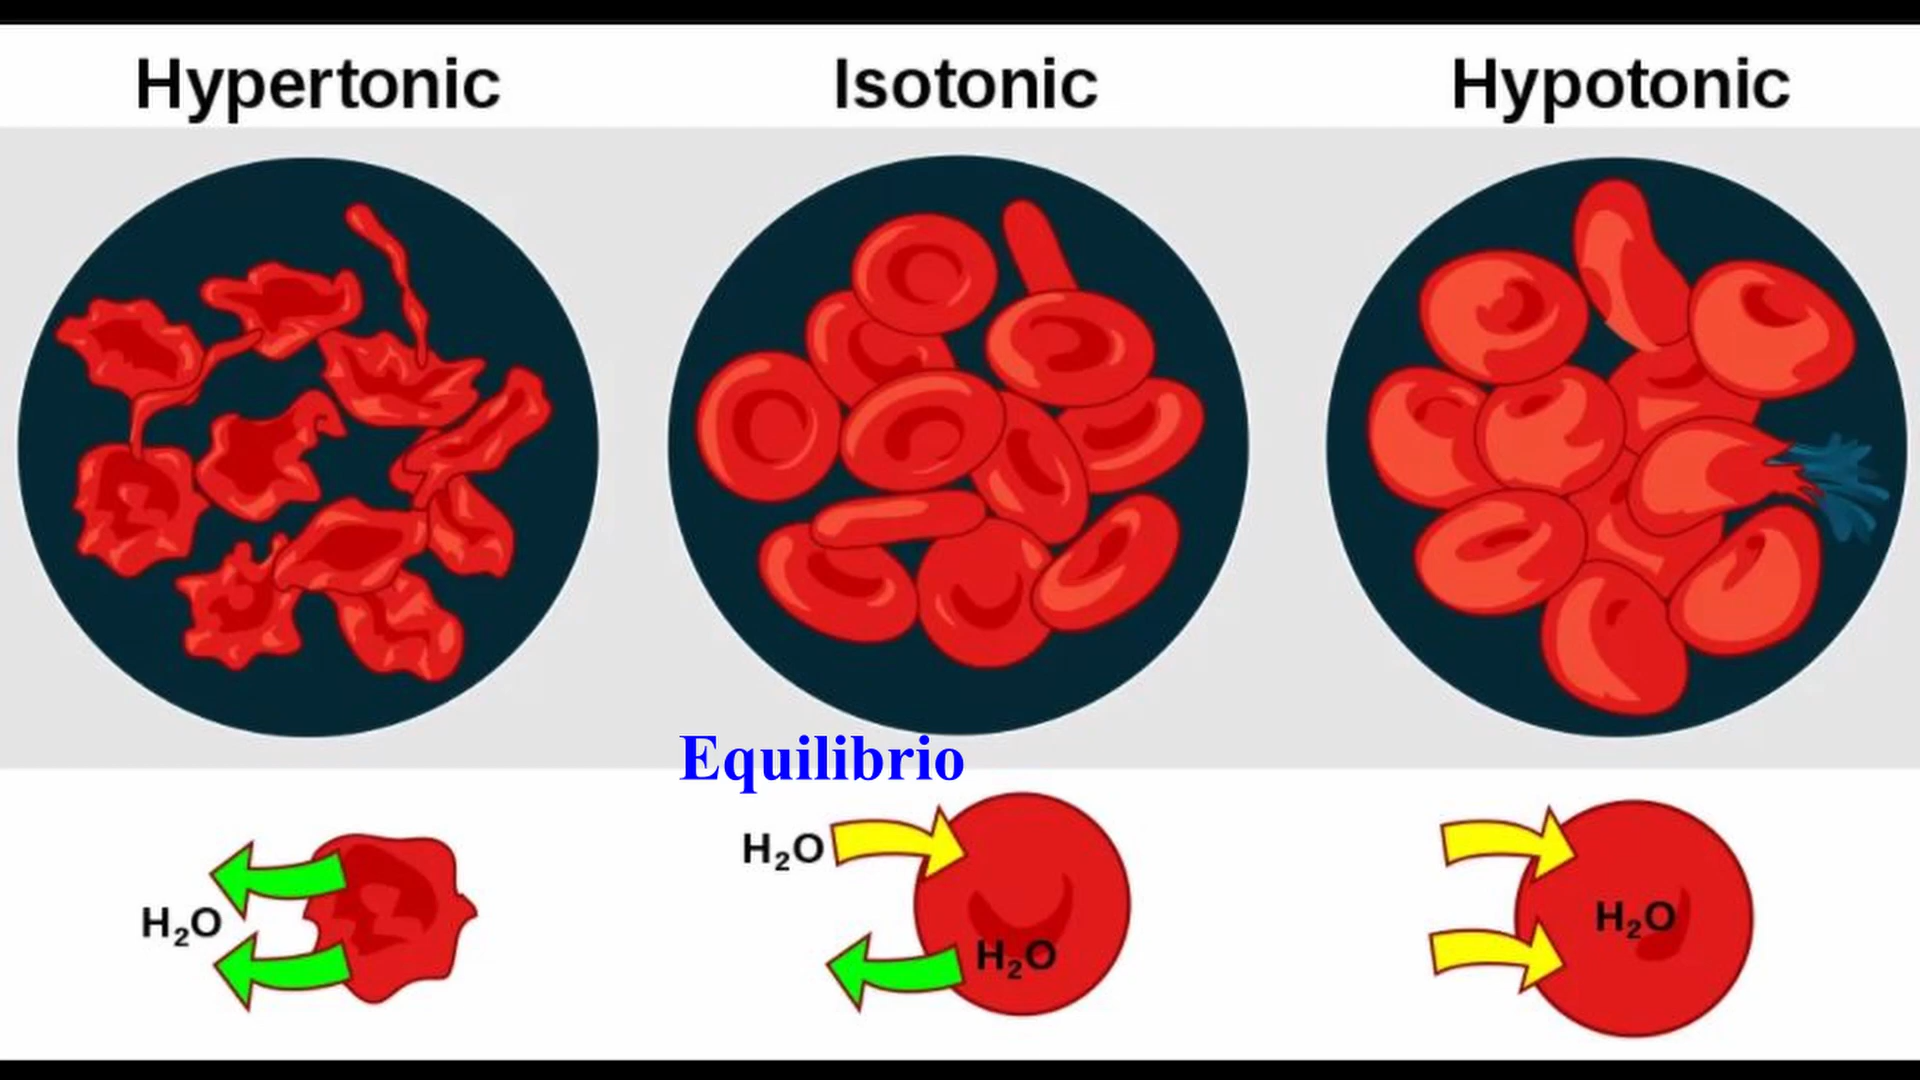 Hypertonic
Isotonic
Hypotonic
Equilibrio
H₂O
H₂O
H₂O
H₂O